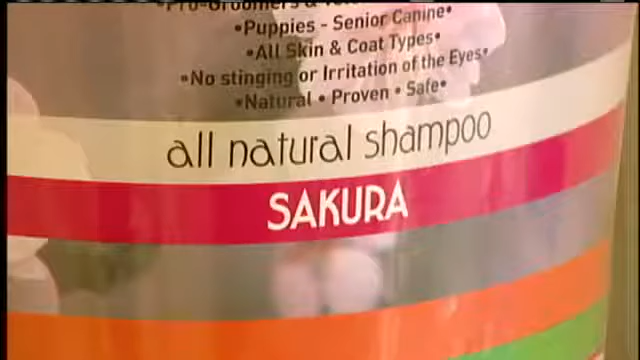 •Puppies - Senior Canine•
•All Skin & Coat Types•
•No stinging or Irritation of the Eyes•
•Natural • Proven • Safe•
all natural shampoo
SAKURA